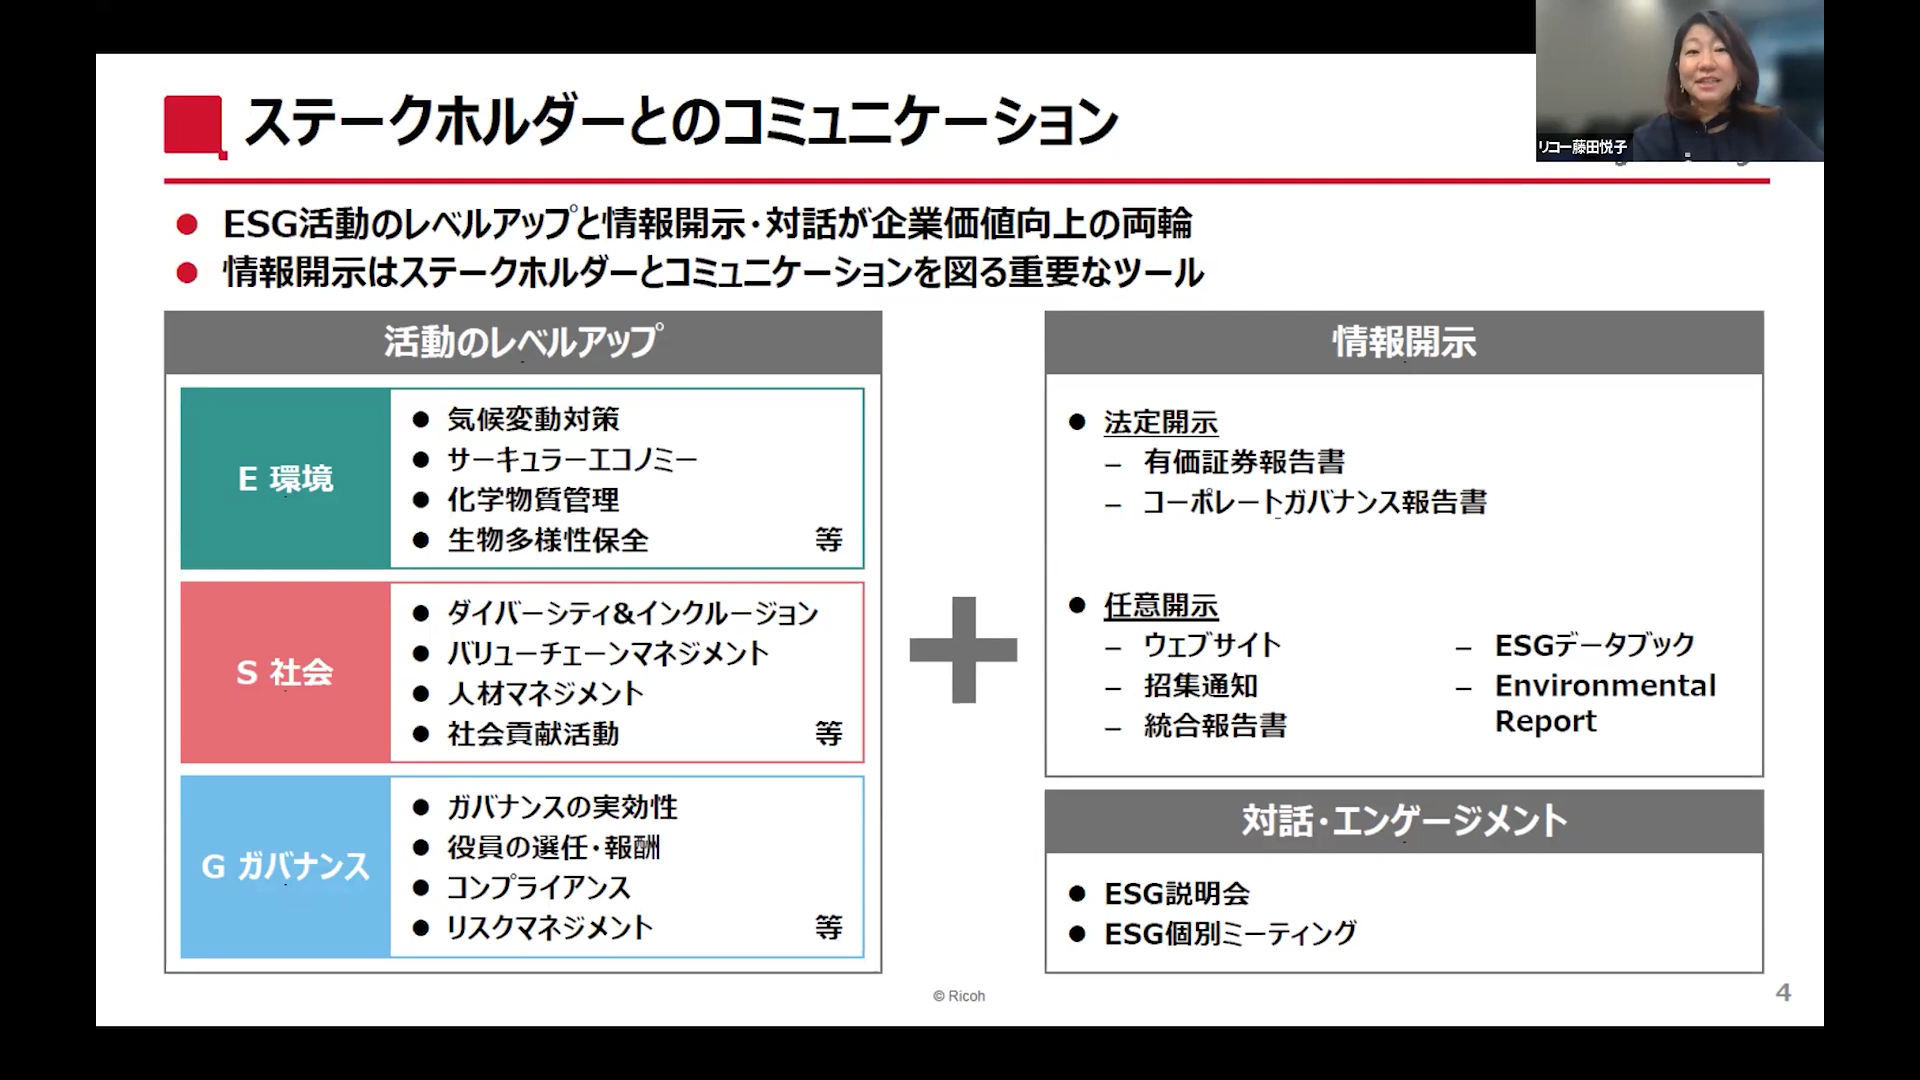 ステークホルダーとのコミュニケーション
リコー藤田悦子
● ESG活動のレベルアップと情報開示・対話が企業価値向上の両輪
● 情報開示はステークホルダーとコミュニケーションを図る重要なツール
活動のレベルアップ
E 環境
● 気候変動対策
● サーキュラーエコノミー
● 化学物質管理
● 生物多様性保全 等
S 社会
● ダイバーシティ&インクルージョン
● バリューチェーンマネジメント
● 人材マネジメント
● 社会貢献活動 等
G ガバナンス
● ガバナンスの実効性
● 役員の選任・報酬
● コンプライアンス
● リスクマネジメント 等
+
情報開示
● 法定開示
– 有価証券報告書
– コーポレートガバナンス報告書
● 任意開示
– ウェブサイト
– 招集通知
– 統合報告書
– ESGデータブック
– Environmental
Report
対話・エンゲージメント
● ESG説明会
● ESG個別ミーティング
© Ricoh
4